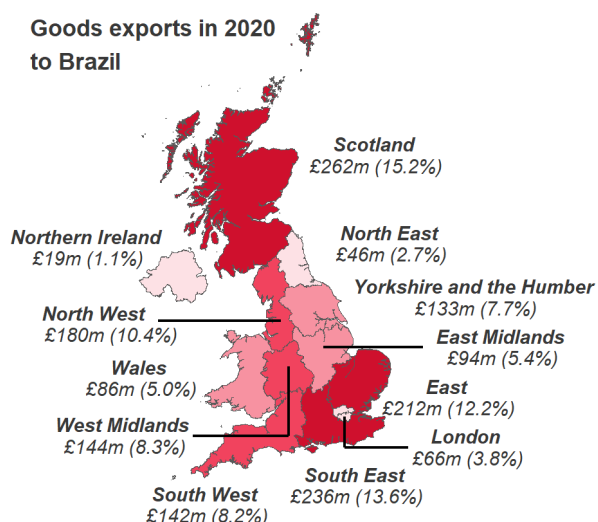 Goods exports in 2020
to Brazil
Scotland
£262m (15.2%)
Northern Ireland
£19m (1.1%)
North East
£46m (2.7%)
Yorkshire and the Humber
£133m (7.7%)
North West
£180m (10.4%)
East Midlands
£94m (5.4%)
Wales
£86m (5.0%)
East
£212m (12.2%)
West Midlands
£144m (8.3%)
London
£66m (3.8%)
South East
£236m (13.6%)
South West
£142m (8.2%)